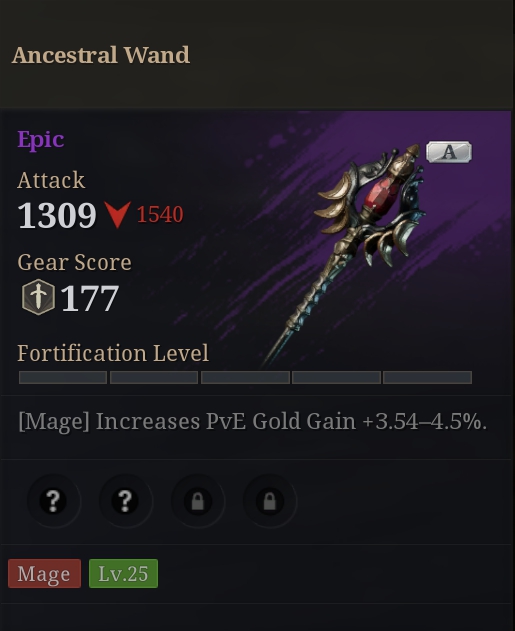 Ancestral Wand
Epic
A
Attack
1309 1540
Gear Score
177
Fortification Level
[Mage] Increases PvE Gold Gain +3.54–4.5%.
? ?
Mage Lv.25